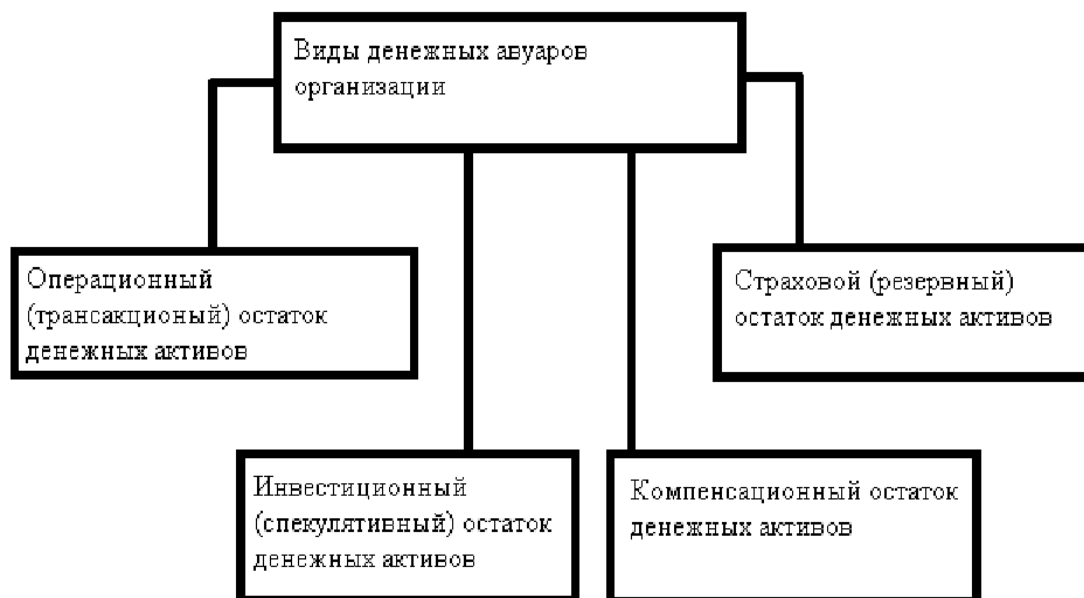 Виды денежных авуаров
организации
Операционный
(трансакционый) остаток
денежных активов
Страховой (резервный)
остаток денежных активов
Инвестиционный
(спекулятивный) остаток
денежных активов
Компенсационный остаток
денежных активов